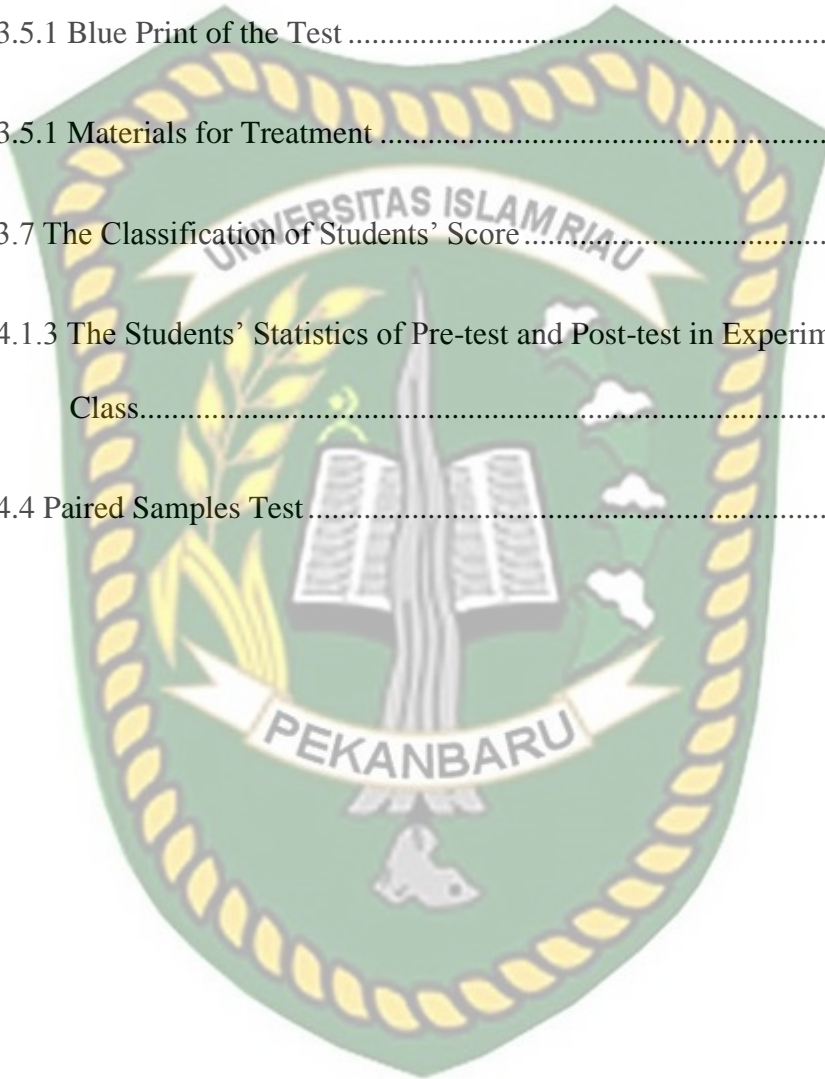 3.5.1 Blue Print of the Test ..........................................................
3.5.1 Materials for Treatment ......................................................
UNIVERSITAS ISLAM RIAU
3.7 The Classification of Students’ Score .....................................
4.1.3 The Students’ Statistics of Pre-test and Post-test in Experim
Class...................................................................................
4.4 Paired Samples Test ..............................................................
PEKANBARU